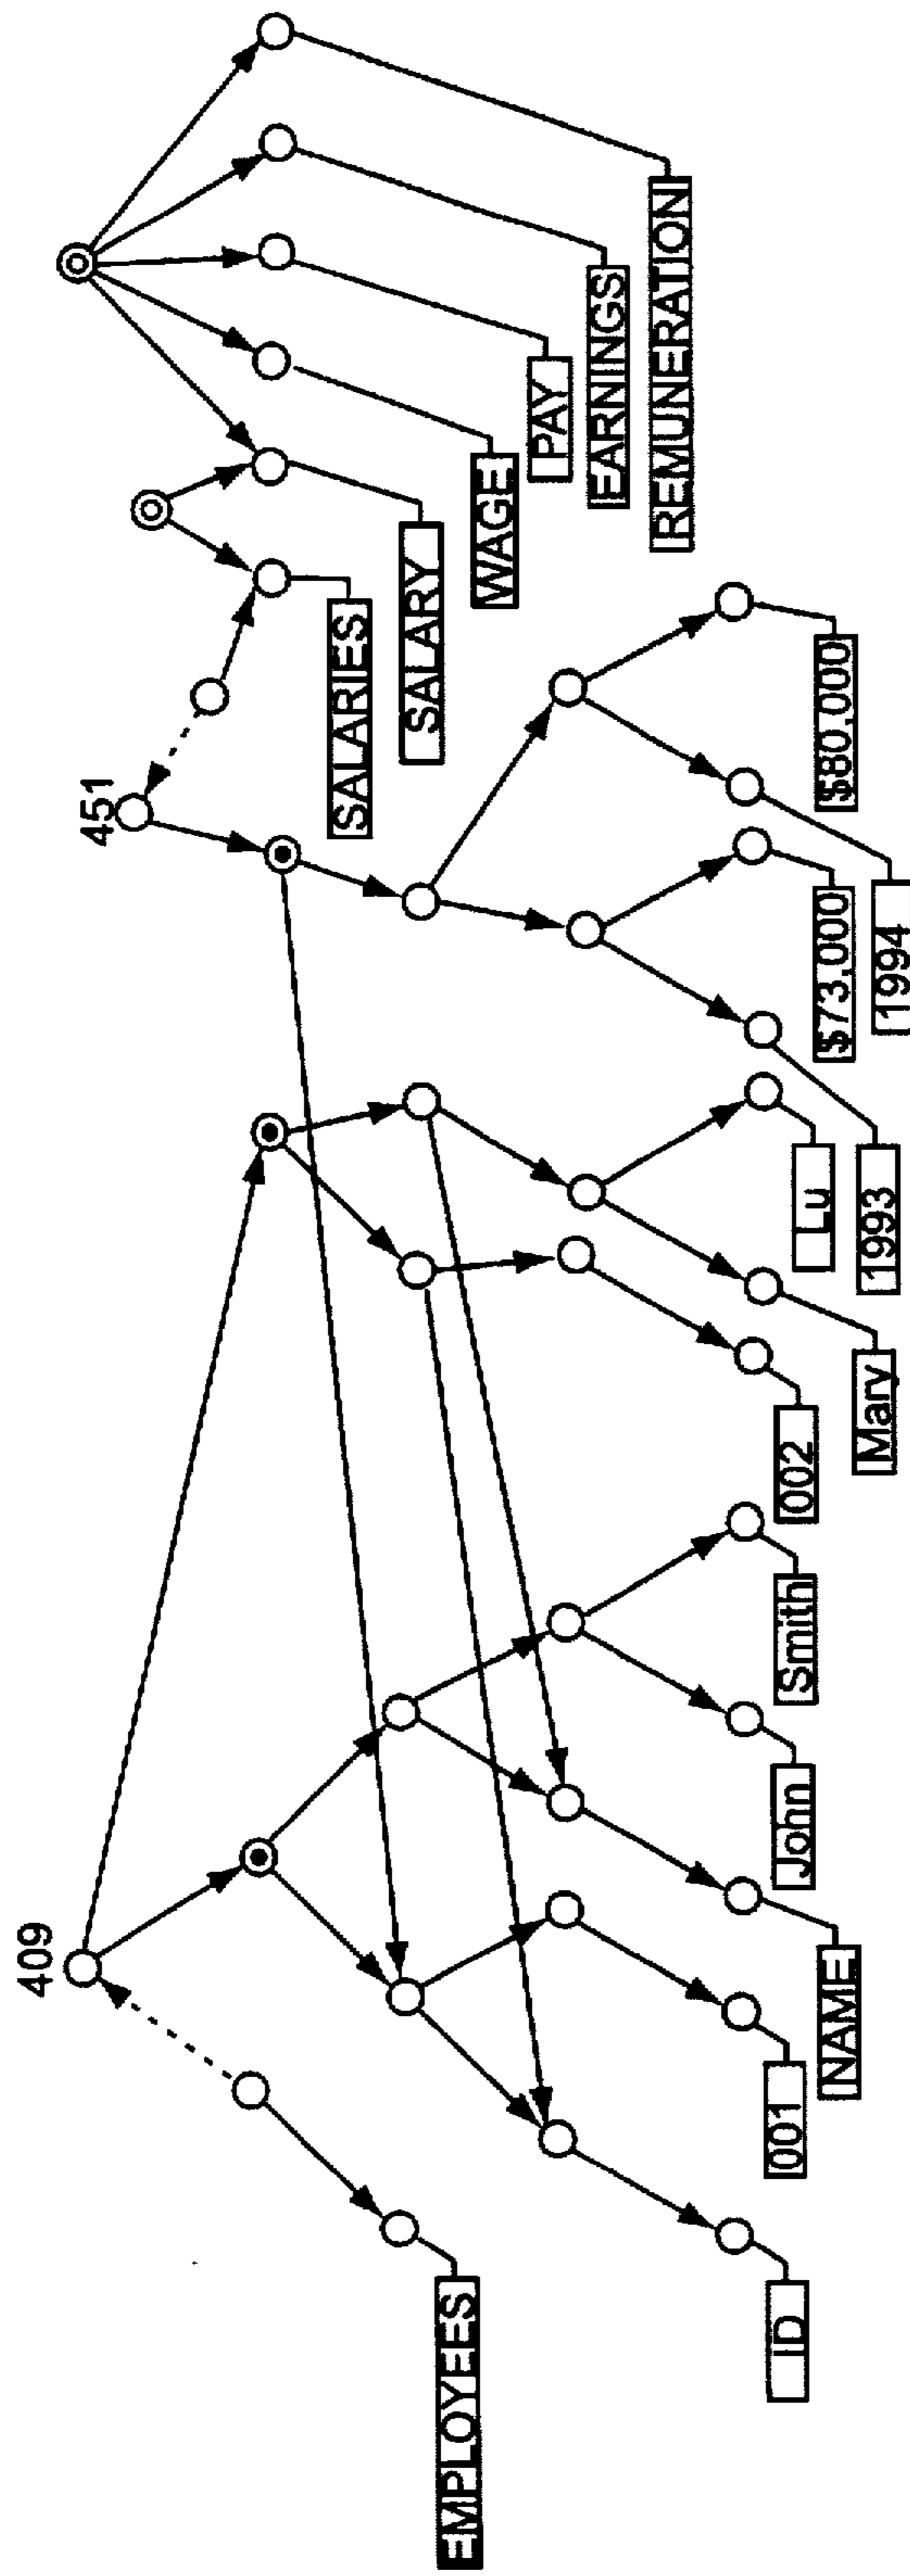 409
451
EMPLOYEES
ID
001
NAME
John
Smith
002
Mary
Lu
1993
$73.000
1994
$80.000
SALARIES
SALARY
WAGE
PAY
EARNINGS
REMUNERATION